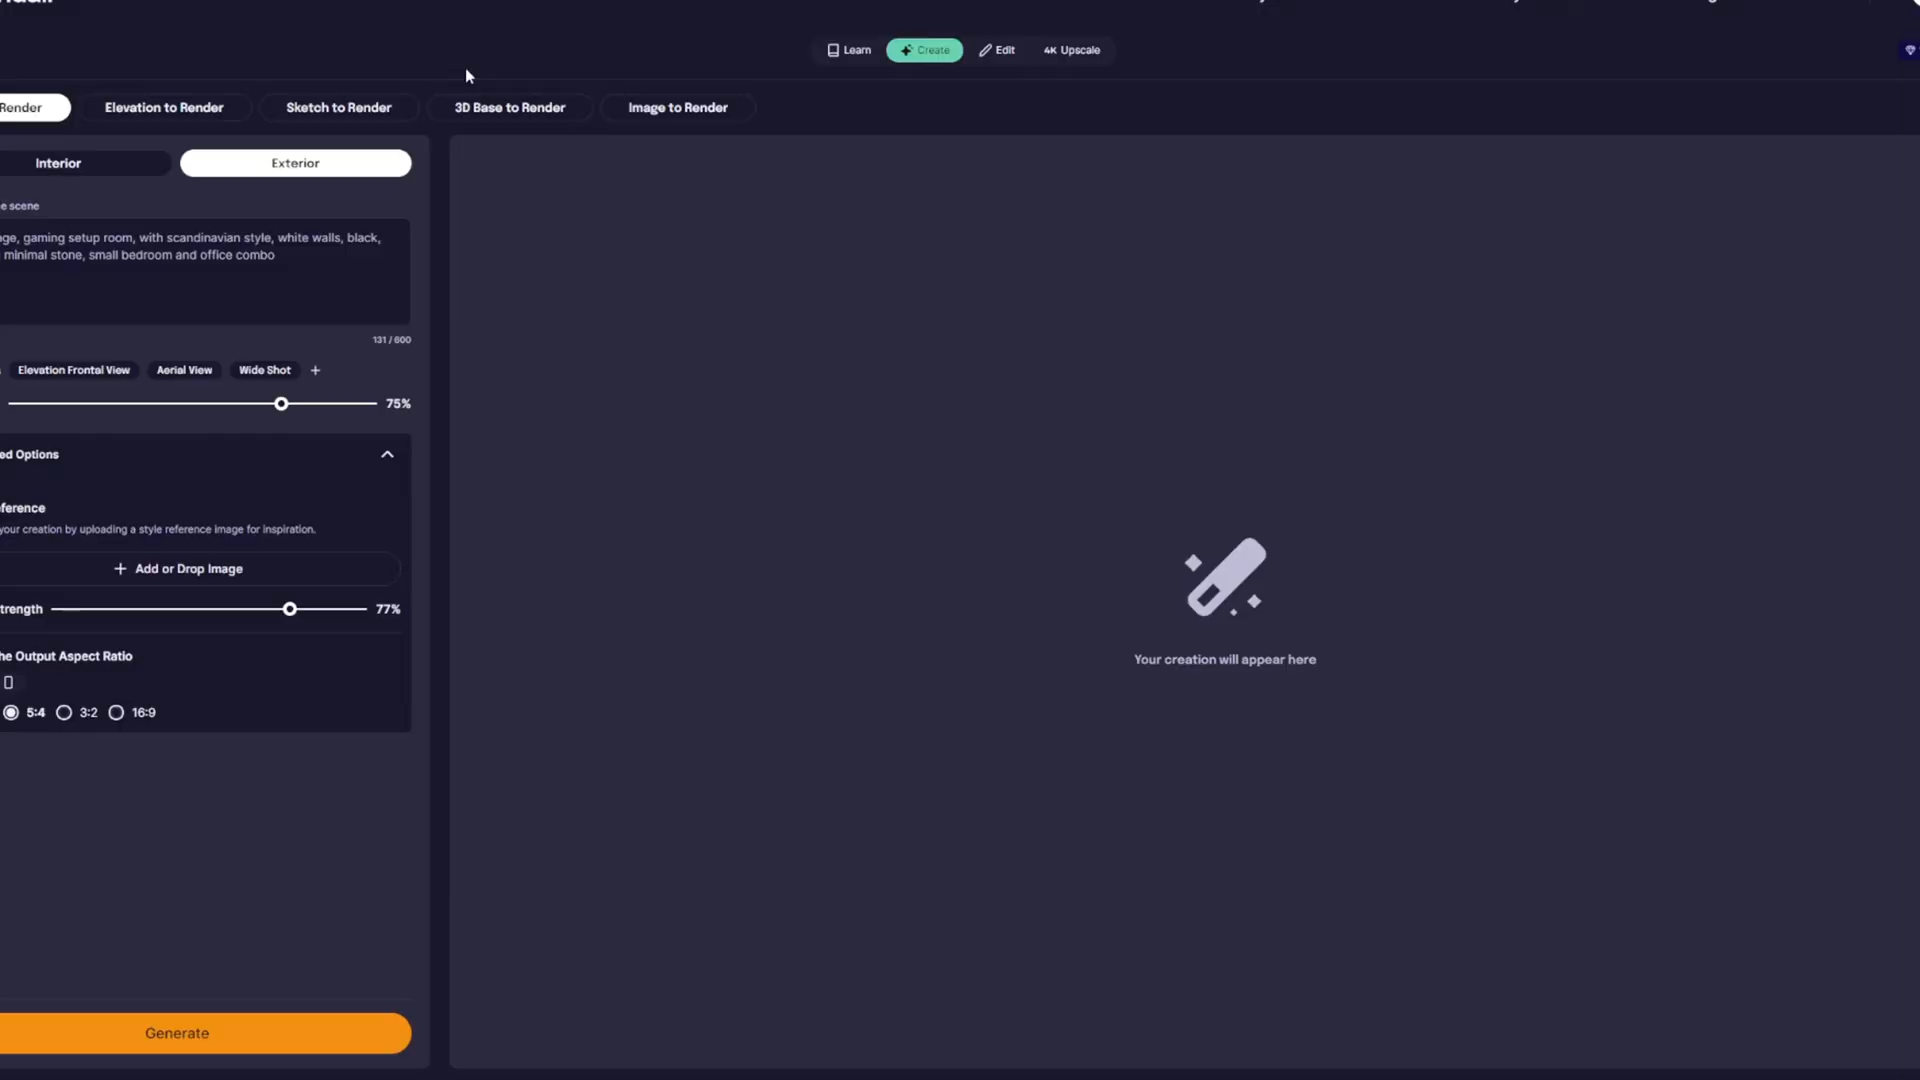 Learn Create Edit 4K Upscale
Render Elevation to Render Sketch to Render 3D Base to Render Image to Render
Interior Exterior
e scene
gaming setup room, with scandinavian style, white walls, black,
minimal stone, small bedroom and office combo
131 / 600
Elevation Frontal View Aerial View Wide Shot +
75%
ed Options
ference
your creation by uploading a style reference image for inspiration.
+ Add or Drop Image
trength 77%
he Output Aspect Ratio
5:4 3:2 16:9
Generate
Your creation will appear here